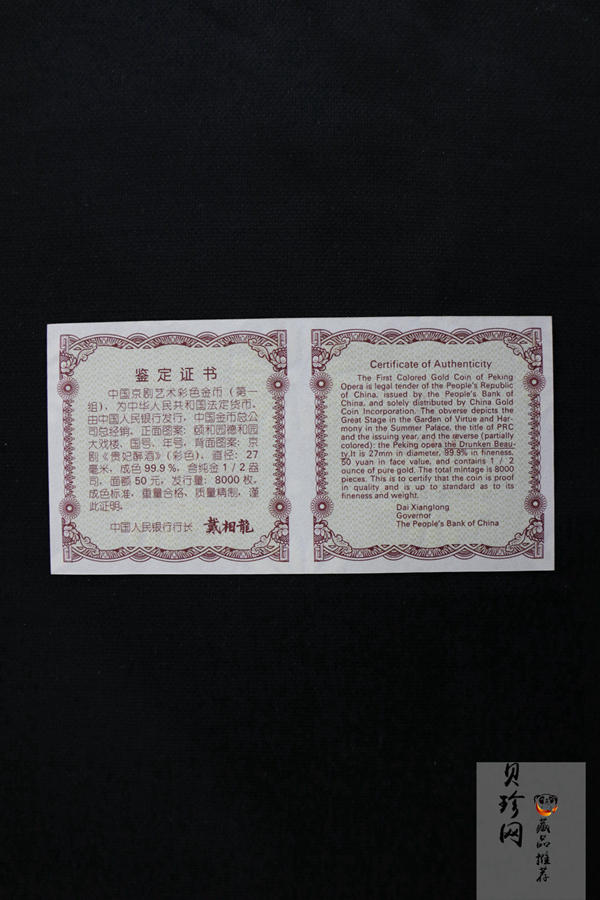 鉴定证书
中国京剧艺术彩色金币（第一
组），为中华人民共和国法定货币，
由中国人民银行发行，中国金币总公
司总经销。正面图案：颐和园德和园
大戏楼、国号、年号，背面图案：京
剧《贵妃醉酒》（彩色）。直径：27
毫米，成色99.9%，含纯金1/2盎
司，面额50元，发行量：8000枚。
成色标准，重量合格，质量精制，谨
此证明。
中国人民银行行长 戴相龍
Certificate of Authenticity
The First Colored Gold Coin of Peking
Opera is legal tender of the People's Republic
of China, issued by the People's Bank of
China, and solely distributed by China Gold
Coin Incorporation. The obverse depicts the
Great Stage in the Garden of Virtue and Har-
mony in the Summer Palace, the title of PRC
and the issuing year, and the reverse (partially
colored): the Peking opera the Drunken Beau-
ty.It is 27mm in diameter, 99.9% in fineness,
50 yuan in face value, and contains 1/2
ounce of pure gold. The total mintage is 8000
pieces. This is to certify that the coin is proof
in quality and is up to standard as to its
fineness and weight.
Dai Xianglong
Governor
The People's Bank of China
贝珍网
藏品推荐